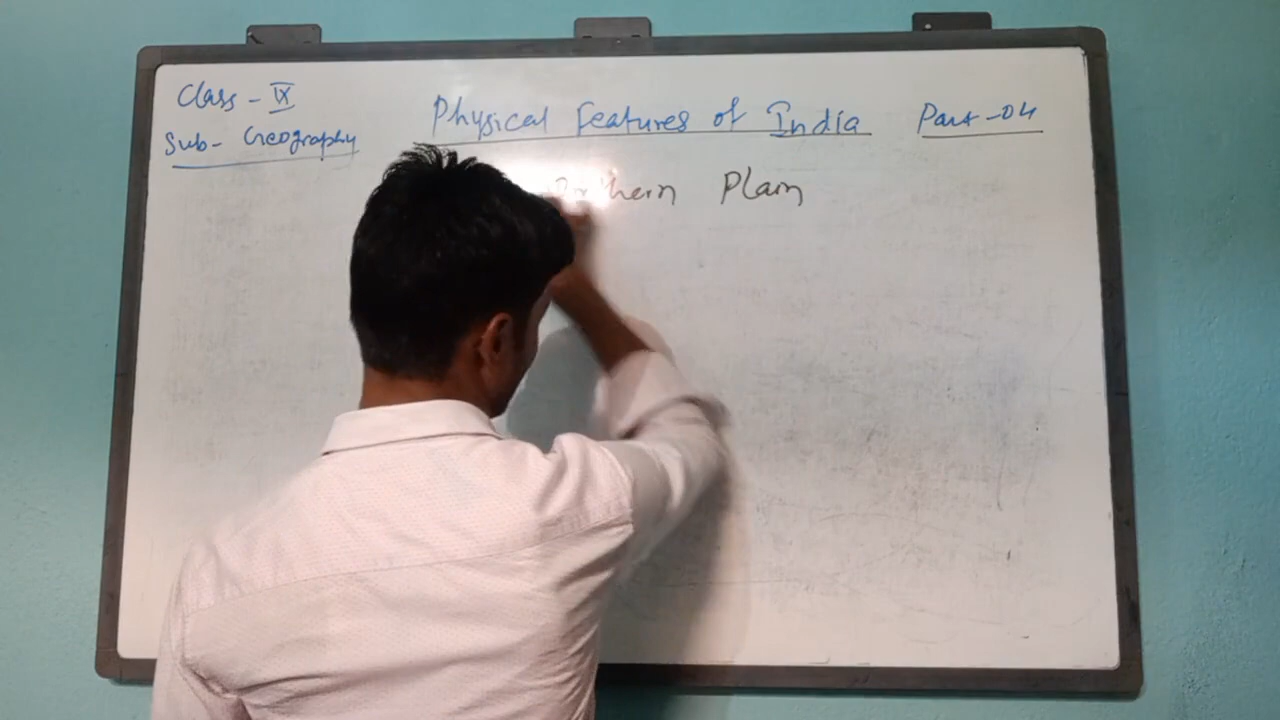 Class - IX
Sub- Geography
Physical Features of India
Part -04
Plain